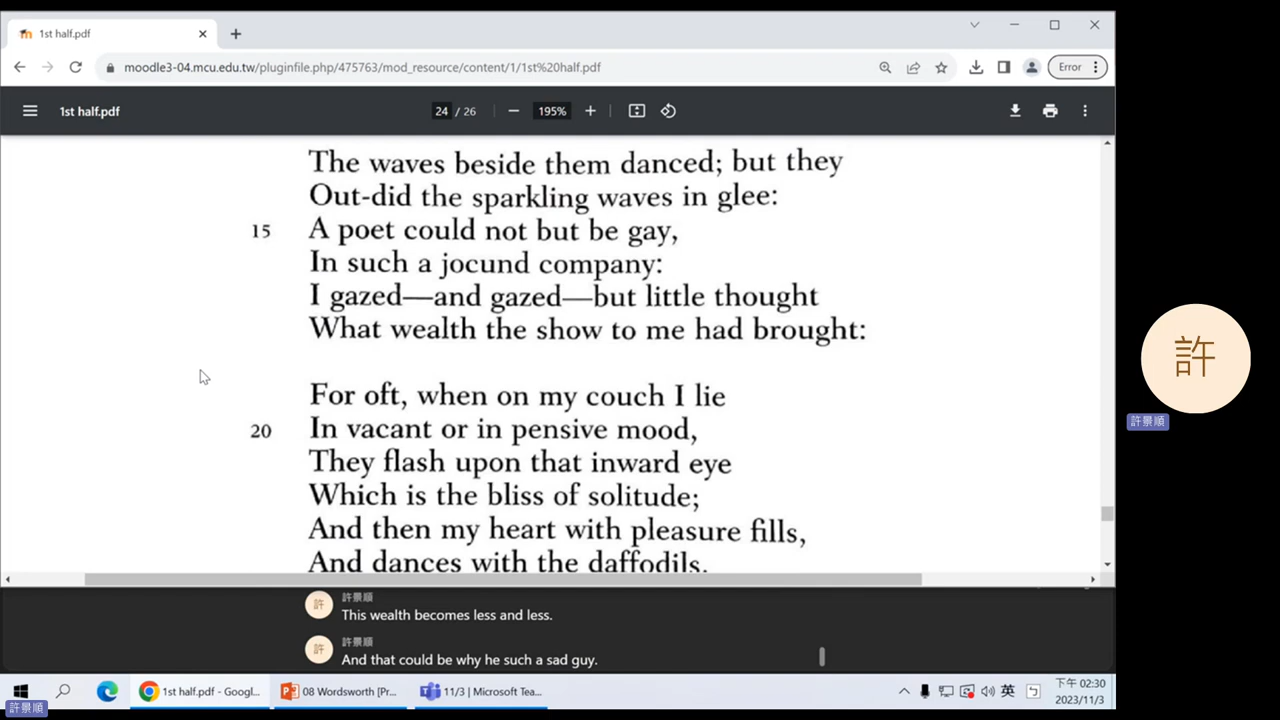 1st half.pdf
moodle3-04.mcu.edu.tw/pluginfile.php/475763/mod_resource/content/1/1st%20half.pdf
Error
1st half.pdf
24 / 26
195%
The waves beside them danced; but they
Out-did the sparkling waves in glee:
15 A poet could not but be gay,
In such a jocund company:
I gazed—and gazed—but little thought
What wealth the show to me had brought:
For oft, when on my couch I lie
20 In vacant or in pensive mood,
They flash upon that inward eye
Which is the bliss of solitude;
And then my heart with pleasure fills,
And dances with the daffodils.
許
許景順
許 許景順
This wealth becomes less and less.
許 許景順
And that could be why he such a sad guy.
1st half.pdf - Googl...
08 Wordsworth [Pr...
11/3 | Microsoft Tea...
英
下午 02:30
2023/11/3
許景順